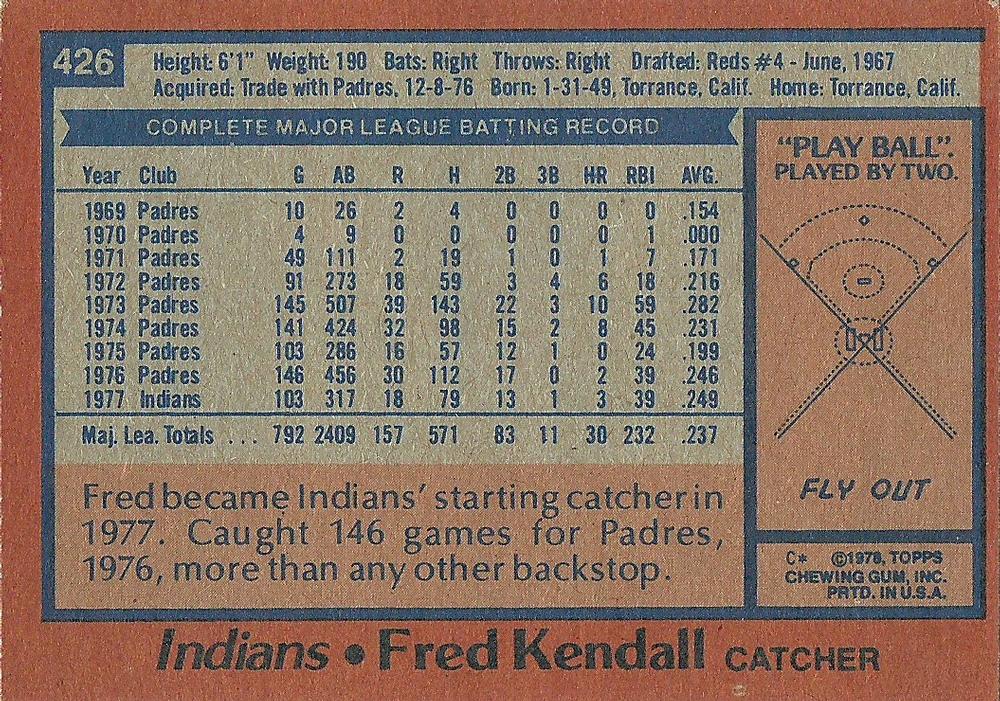 426
Height: 6'1" Weight: 190 Bats: Right Throws: Right Drafted: Reds #4 - June, 1967
Acquired: Trade with Padres, 12-8-76 Born: 1-31-49, Torrance, Calif. Home: Torrance, Calif.
COMPLETE MAJOR LEAGUE BATTING RECORD
Year Club G AB R H 2B 3B HR RBI AVG.
1969 Padres 10 26 2 4 0 0 0 0 .154
1970 Padres 4 9 0 0 0 0 0 1 .000
1971 Padres 49 111 2 19 1 0 1 7 .171
1972 Padres 91 273 18 59 3 4 6 18 .216
1973 Padres 145 507 39 143 22 3 10 59 .282
1974 Padres 141 424 32 98 15 2 8 45 .231
1975 Padres 103 286 16 57 12 1 0 24 .199
1976 Padres 146 456 30 112 17 0 2 39 .246
1977 Indians 103 317 18 79 13 1 3 39 .249
Maj. Lea. Totals ... 792 2409 157 571 83 11 30 232 .237
Fred became Indians' starting catcher in
1977. Caught 146 games for Padres,
1976, more than any other backstop.
"PLAY BALL".
PLAYED BY TWO.
FLY OUT
C* ©1978, TOPPS
CHEWING GUM, INC.
PRTD. IN U.S.A.
Indians • Fred Kendall CATCHER